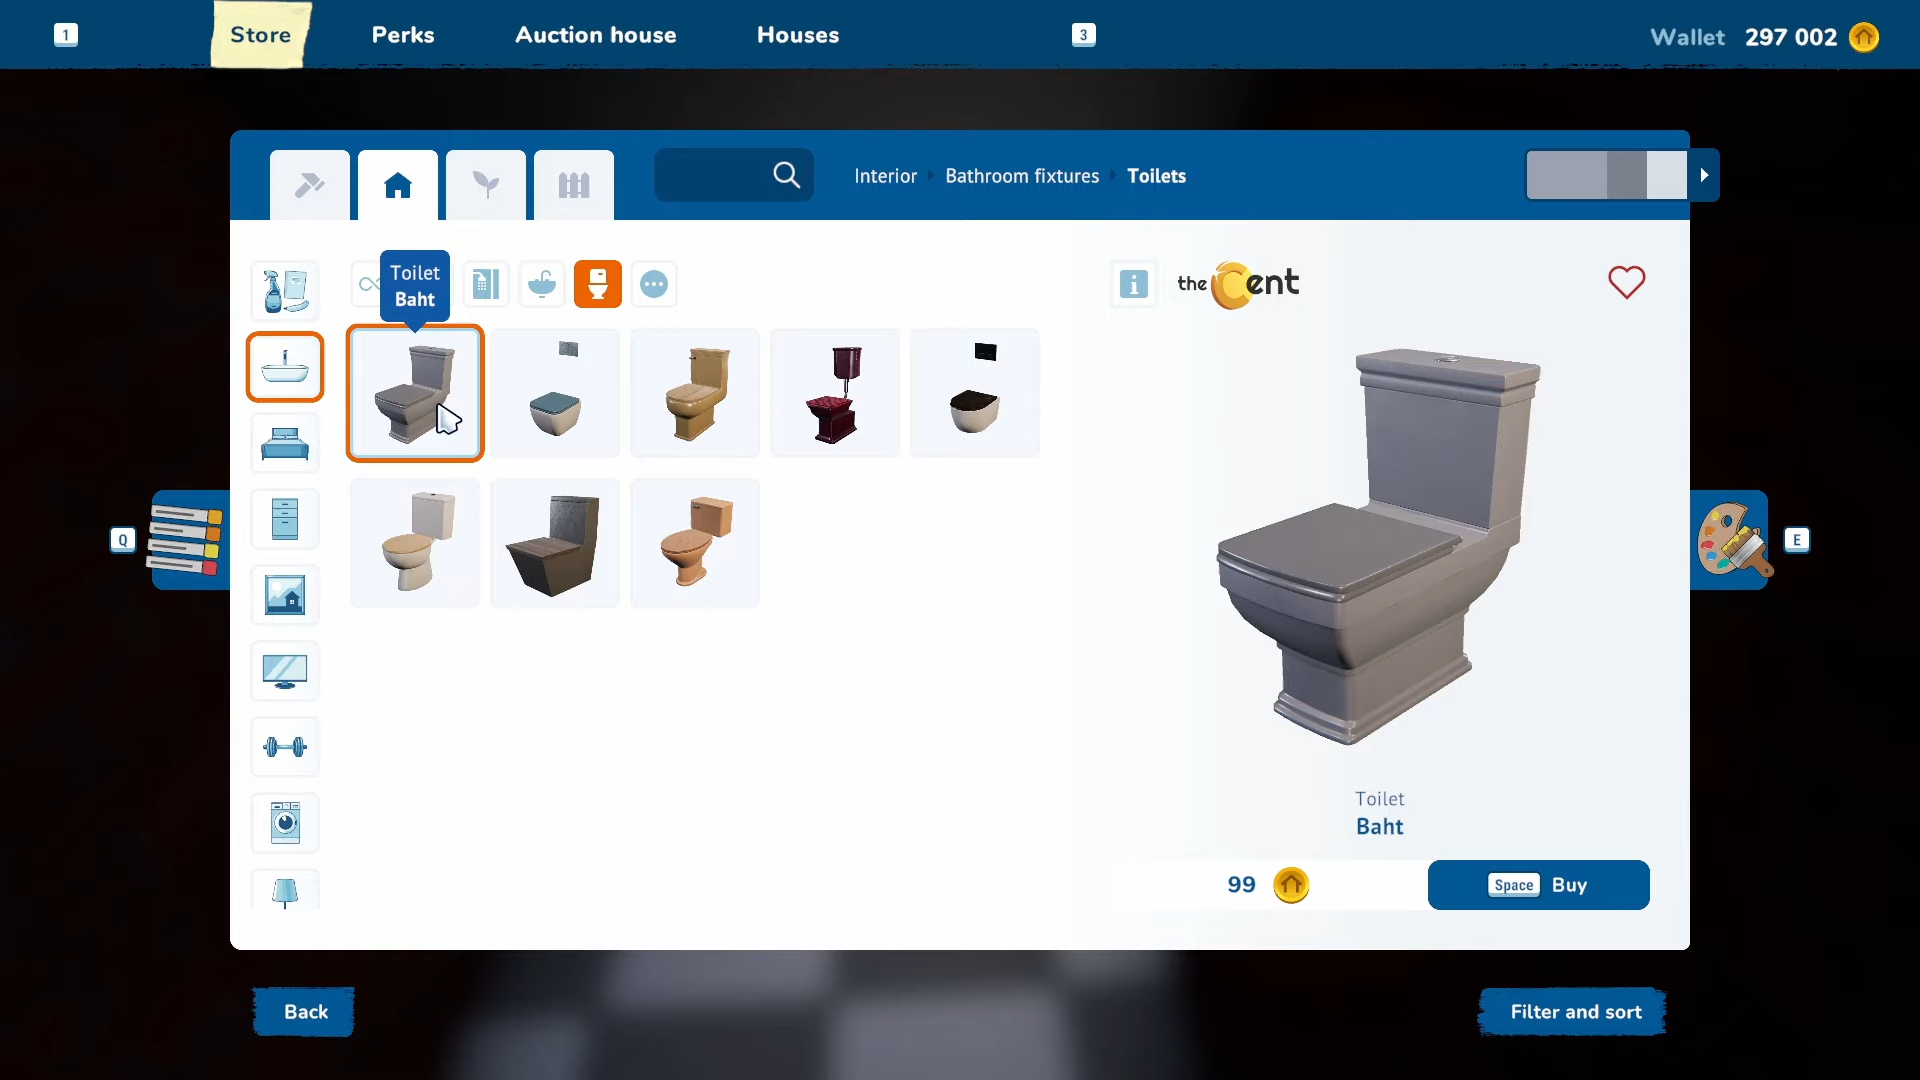 1
Store
Perks
Auction house
Houses
3
Wallet 297 002
Interior
Bathroom fixtures
Toilets
Toilet
Baht
i
the Cent
Q
E
Toilet
Baht
99
Space
Buy
Back
Filter and sort